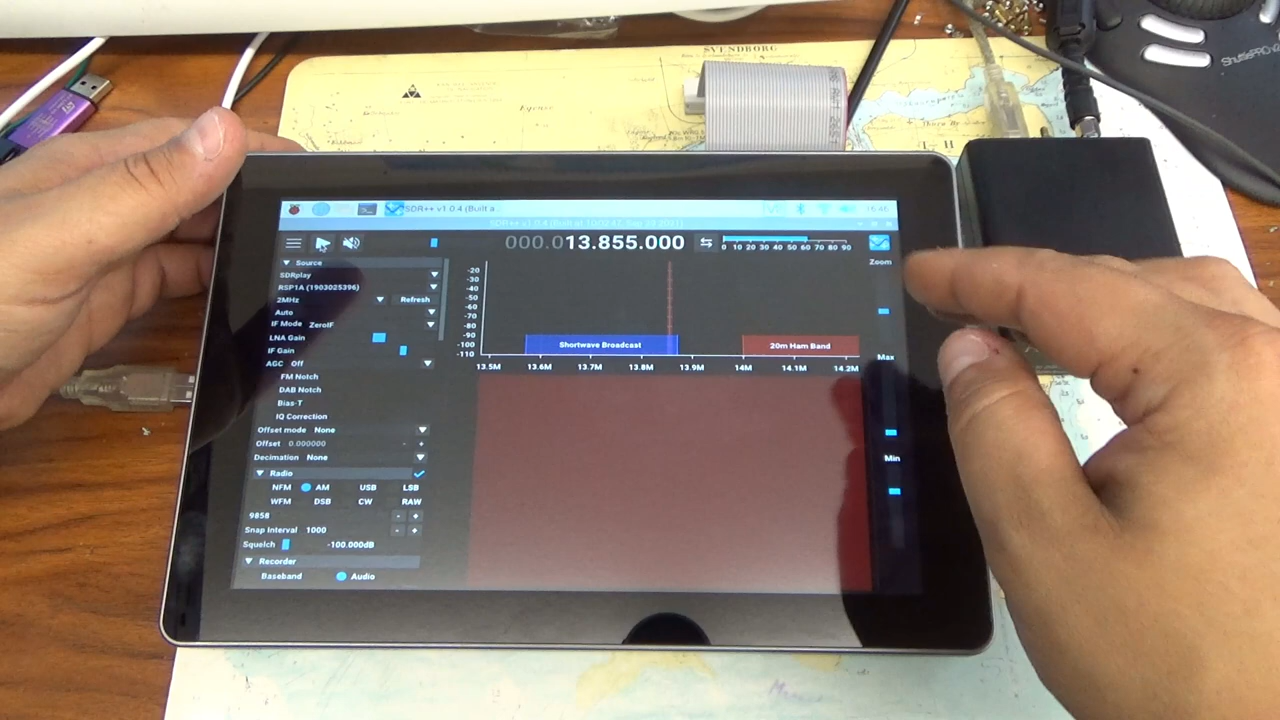 SVENDBORG
ShuttlePRO v2
SDR++ v1.0.4 (Built a...
16:46
000.013.855.000
0 10 20 30 40 50 60 70 80 90
Source
Zoom
SDRplay
RSP1A (1903025396)
2MHz
Refresh
Auto
IF Mode ZeroIF
LNA Gain
IF Gain
AGC Off
FM Notch
DAB Notch
Bias-T
IQ Correction
Offset mode None
Offset 0.000000 - +
Decimation None
Radio
NFM AM USB LSB
WFM DSB CW RAW
9858 - +
Snap Interval 1000 - +
Squelch -100.000dB
Recorder
Baseband Audio
-20
-30
-40
-50
-60
-70
-80
-90
-100
-110
Shortwave Broadcast
20m Ham Band
13.5M 13.6M 13.7M 13.8M 13.9M 14M 14.1M 14.2M
Max
Min